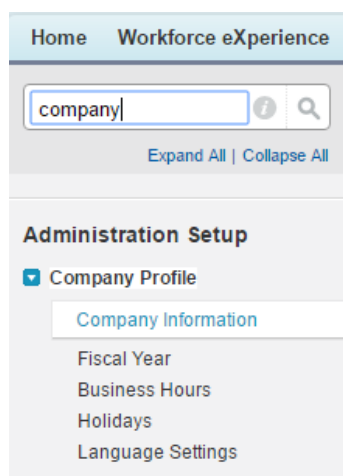 Home Workforce eXperience
company
Expand All | Collapse All
Administration Setup
Company Profile
Company Information
Fiscal Year
Business Hours
Holidays
Language Settings